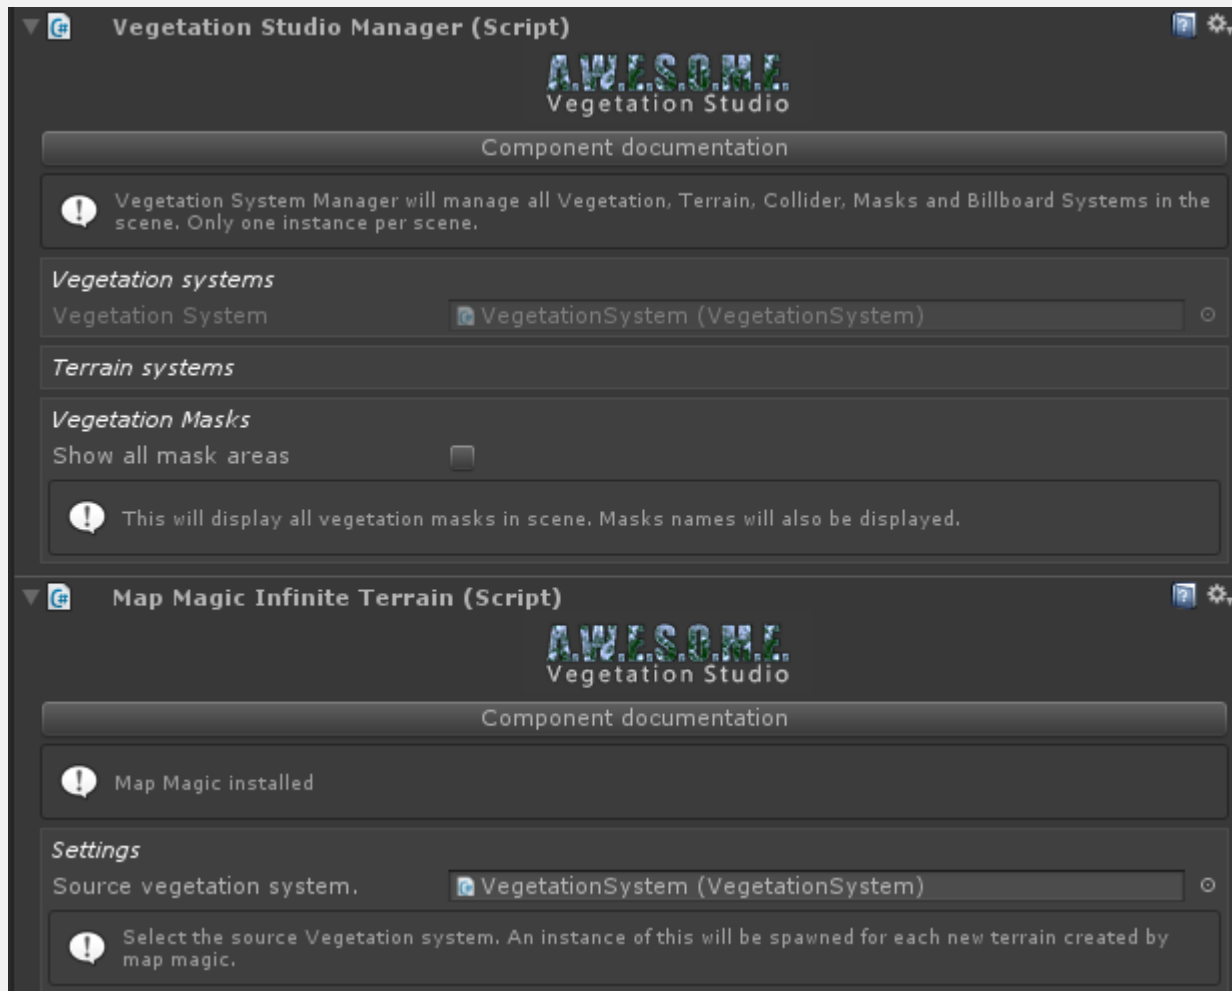 Vegetation Studio Manager (Script)
A.W.E.S.O.M.E.
Vegetation Studio
Component documentation
Vegetation System Manager will manage all Vegetation, Terrain, Collider, Masks and Billboard Systems in the
scene. Only one instance per scene.
Vegetation systems
Vegetation System
VegetationSystem (VegetationSystem)
Terrain systems
Vegetation Masks
Show all mask areas
This will display all vegetation masks in scene. Masks names will also be displayed.
Map Magic Infinite Terrain (Script)
A.W.E.S.O.M.E.
Vegetation Studio
Component documentation
Map Magic installed
Settings
Source vegetation system.
VegetationSystem (VegetationSystem)
Select the source Vegetation system. An instance of this will be spawned for each new terrain created by
map magic.